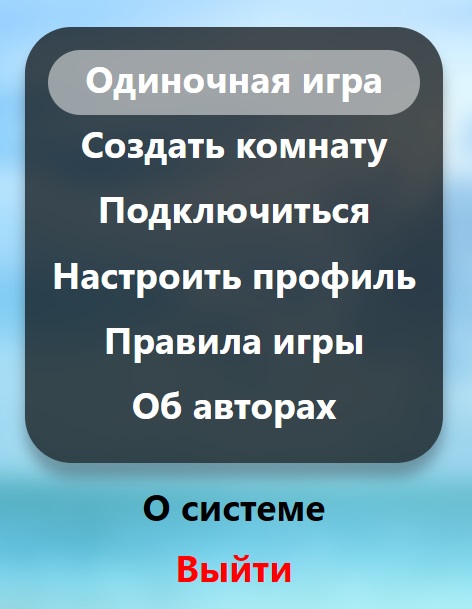 Одиночная игра
Создать комнату
Подключиться
Настроить профиль
Правила игры
Об авторах
О системе
Выйти